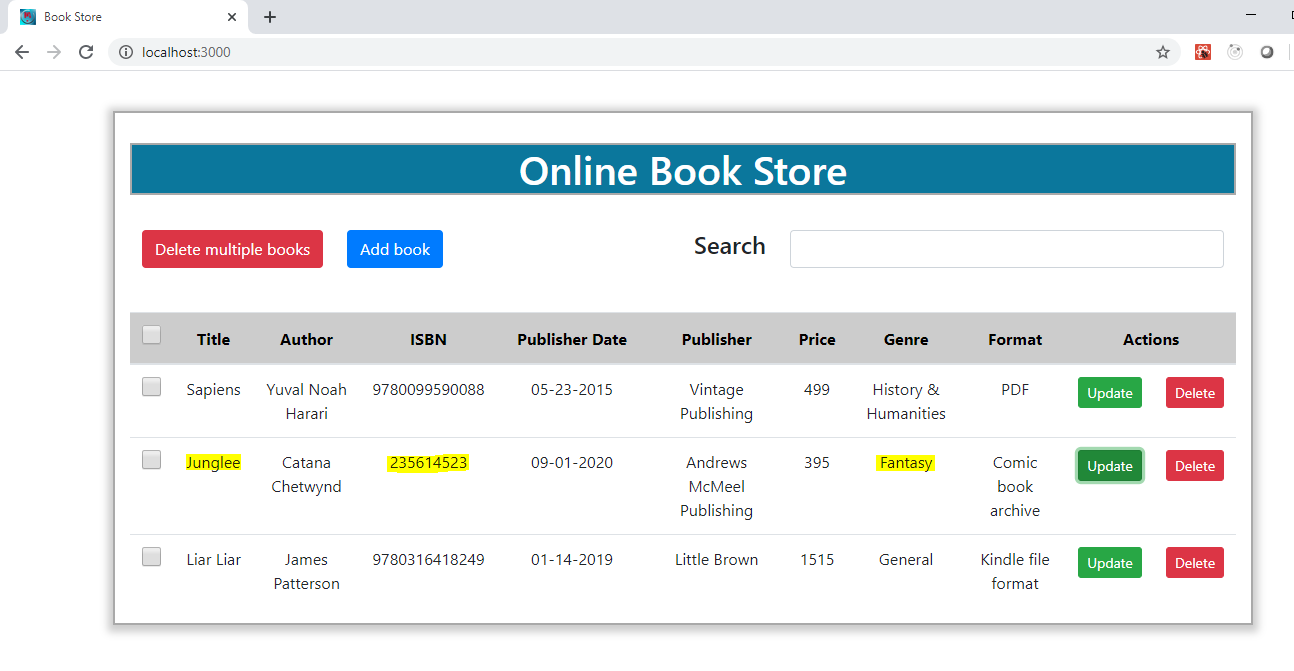 Book Store
localhost:3000
Online Book Store
Delete multiple books Add book Search
Title Author ISBN Publisher Date Publisher Price Genre Format Actions
Sapiens Yuval Noah 9780099590088 05-23-2015 Vintage 499 History & PDF Update Delete
Harari Publishing Humanities
Junglee Catana 235614523 09-01-2020 Andrews 395 Fantasy Comic Update Delete
Chetwynd McMeel book
Publishing archive
Liar Liar James 9780316418249 01-14-2019 Little Brown 1515 General Kindle file Update Delete
Patterson format